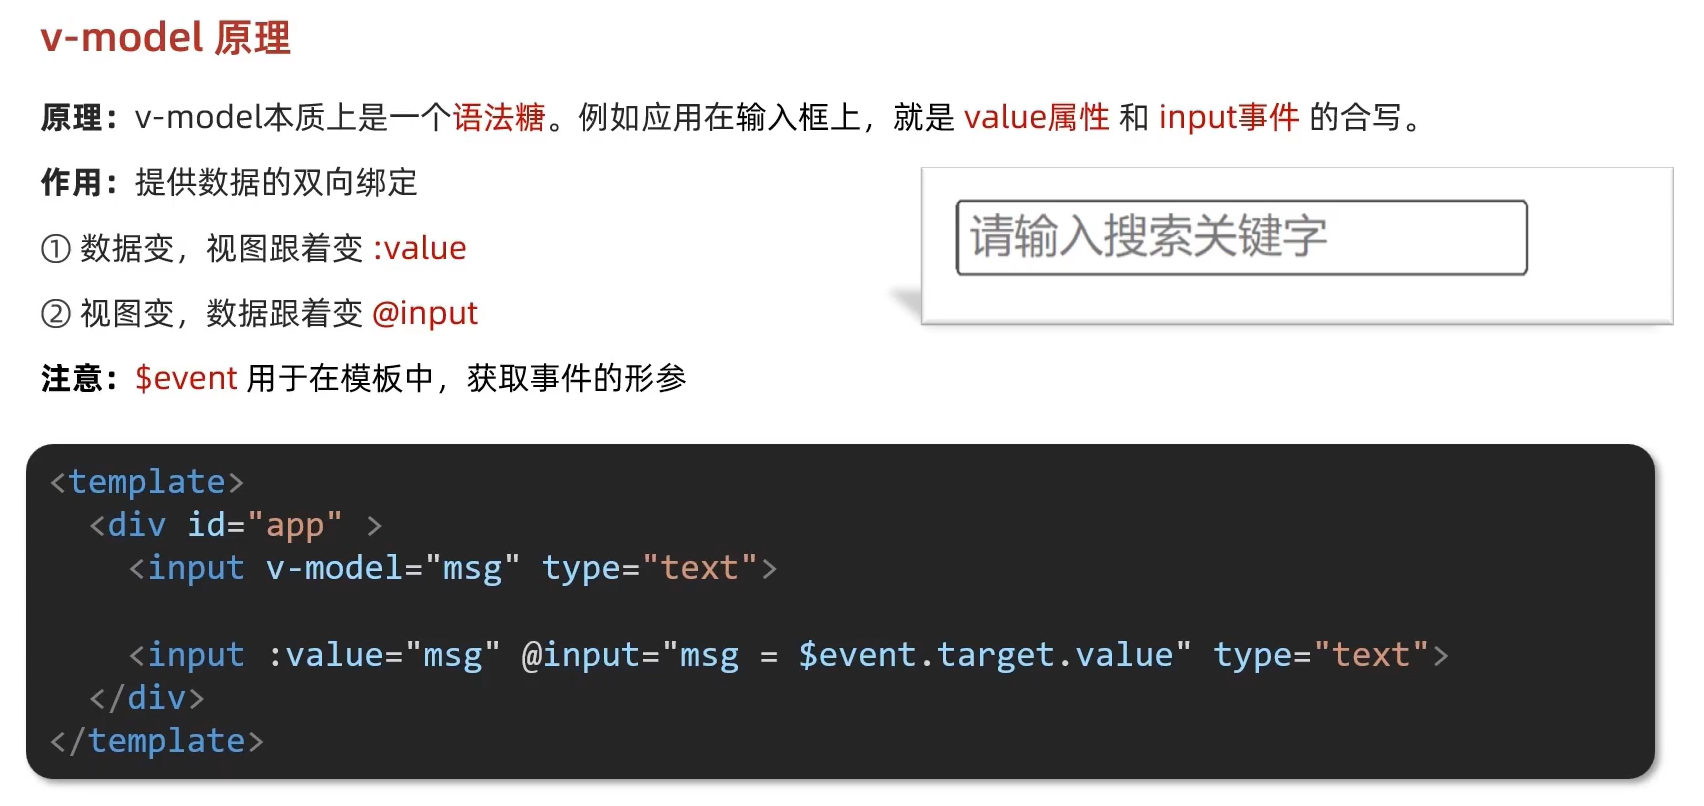 v-model 原理
原理：v-model本质上是一个语法糖。例如应用在输入框上，就是 value属性 和 input事件 的合写。
作用：提供数据的双向绑定
① 数据变，视图跟着变 :value
② 视图变，数据跟着变 @input
请输入搜索关键字
注意：$event 用于在模板中，获取事件的形参
<template>
  <div id="app" >
    <input v-model="msg" type="text">
    <input :value="msg" @input="msg = $event.target.value" type="text">
  </div>
</template>